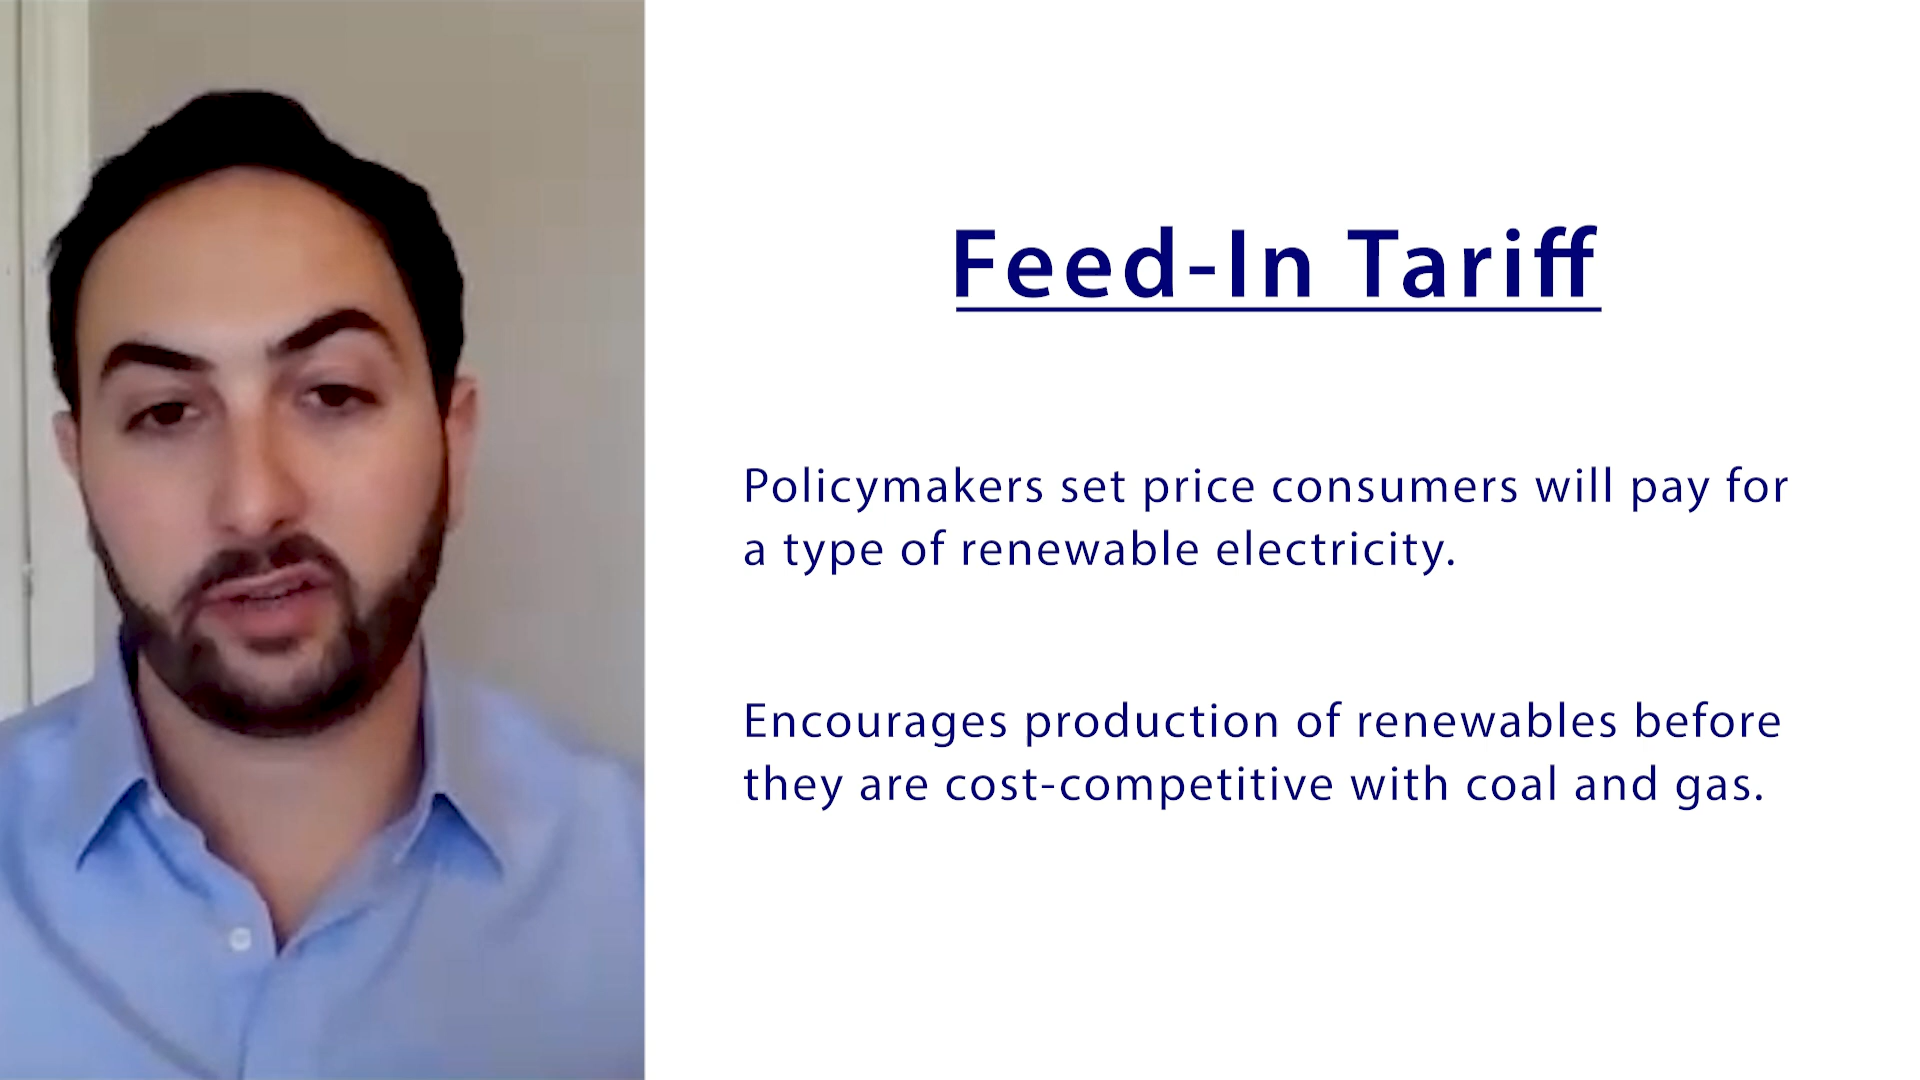 Feed-In Tariff
Policymakers set price consumers will pay for
a type of renewable electricity.
Encourages production of renewables before
they are cost-competitive with coal and gas.